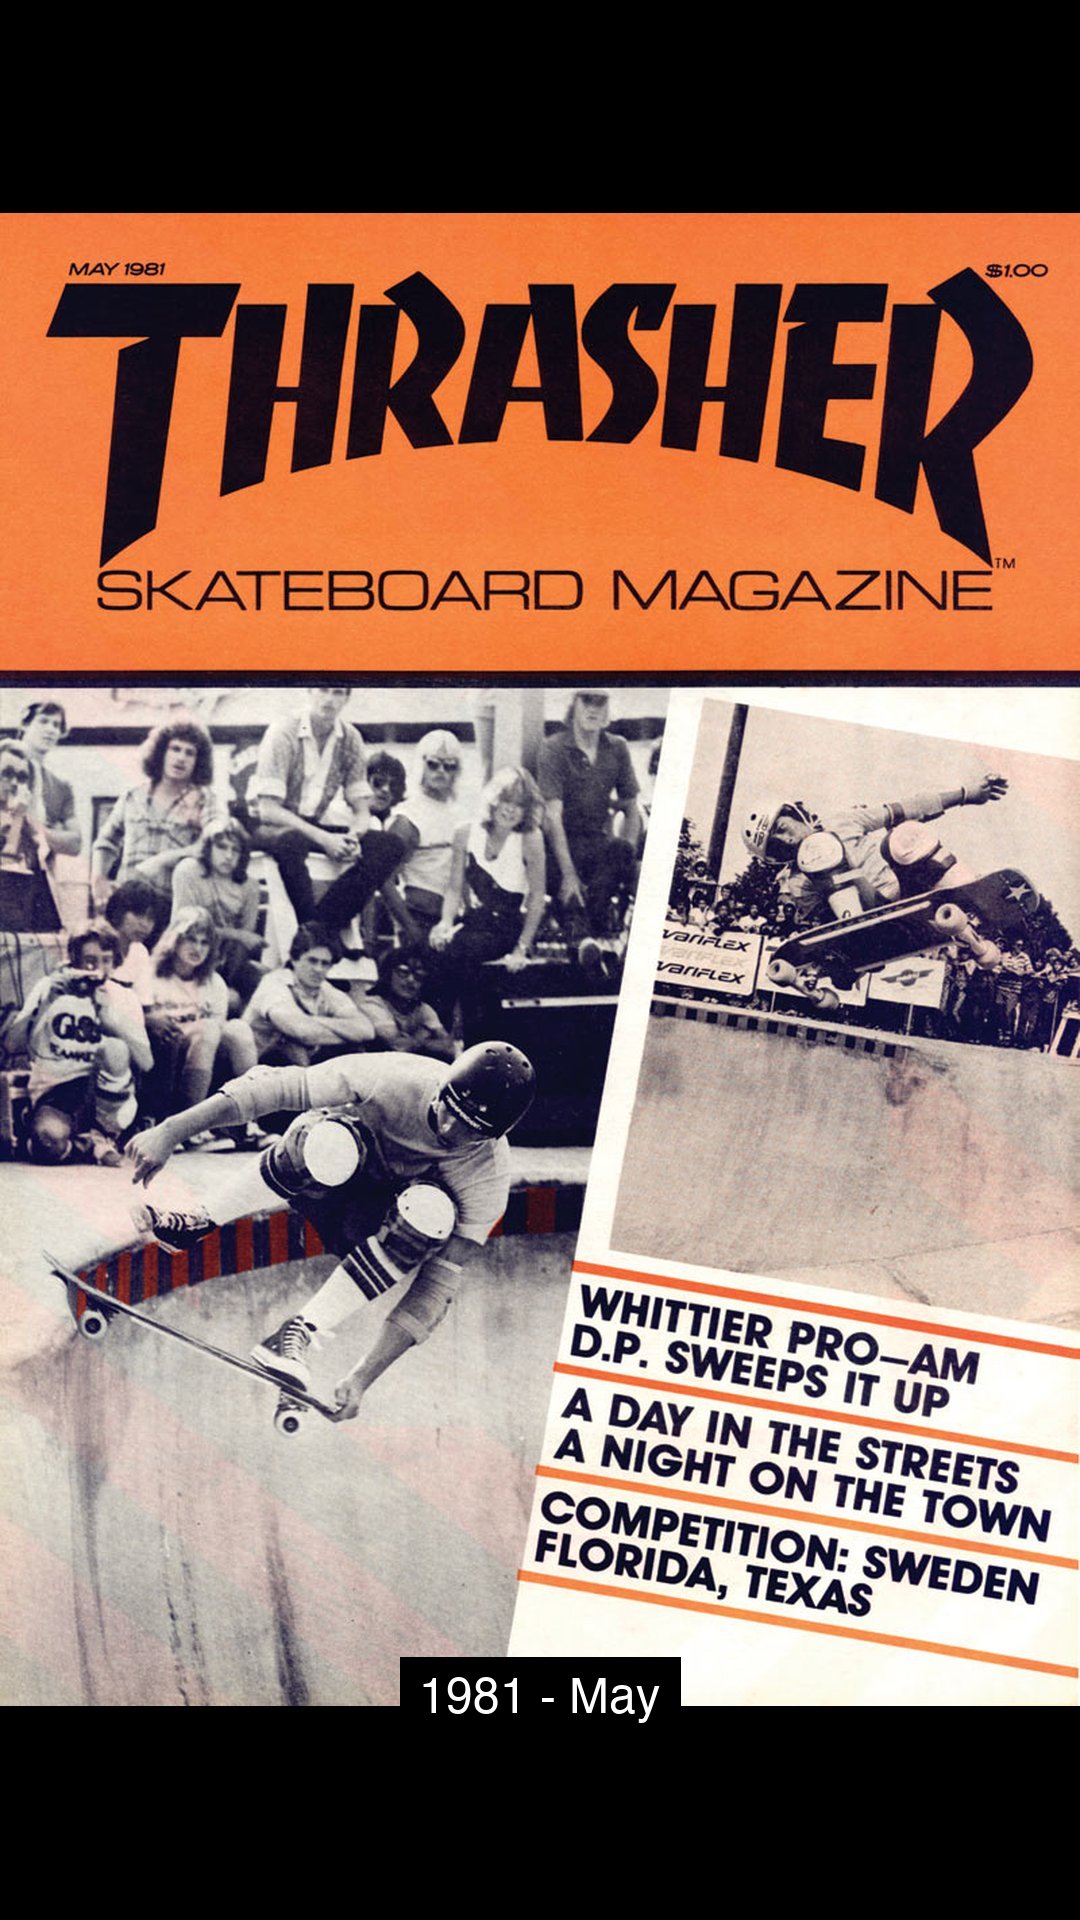 MAY 1981
$1.00
THRASHER
TM
SKATEBOARD MAGAZINE
VARIFLEX
VARIFLEX
VARIFLEX
WHITTIER PRO–AM
D.P. SWEEPS IT UP
A DAY IN THE STREETS
A NIGHT ON THE TOWN
COMPETITION: SWEDEN
FLORIDA, TEXAS
1981 - May